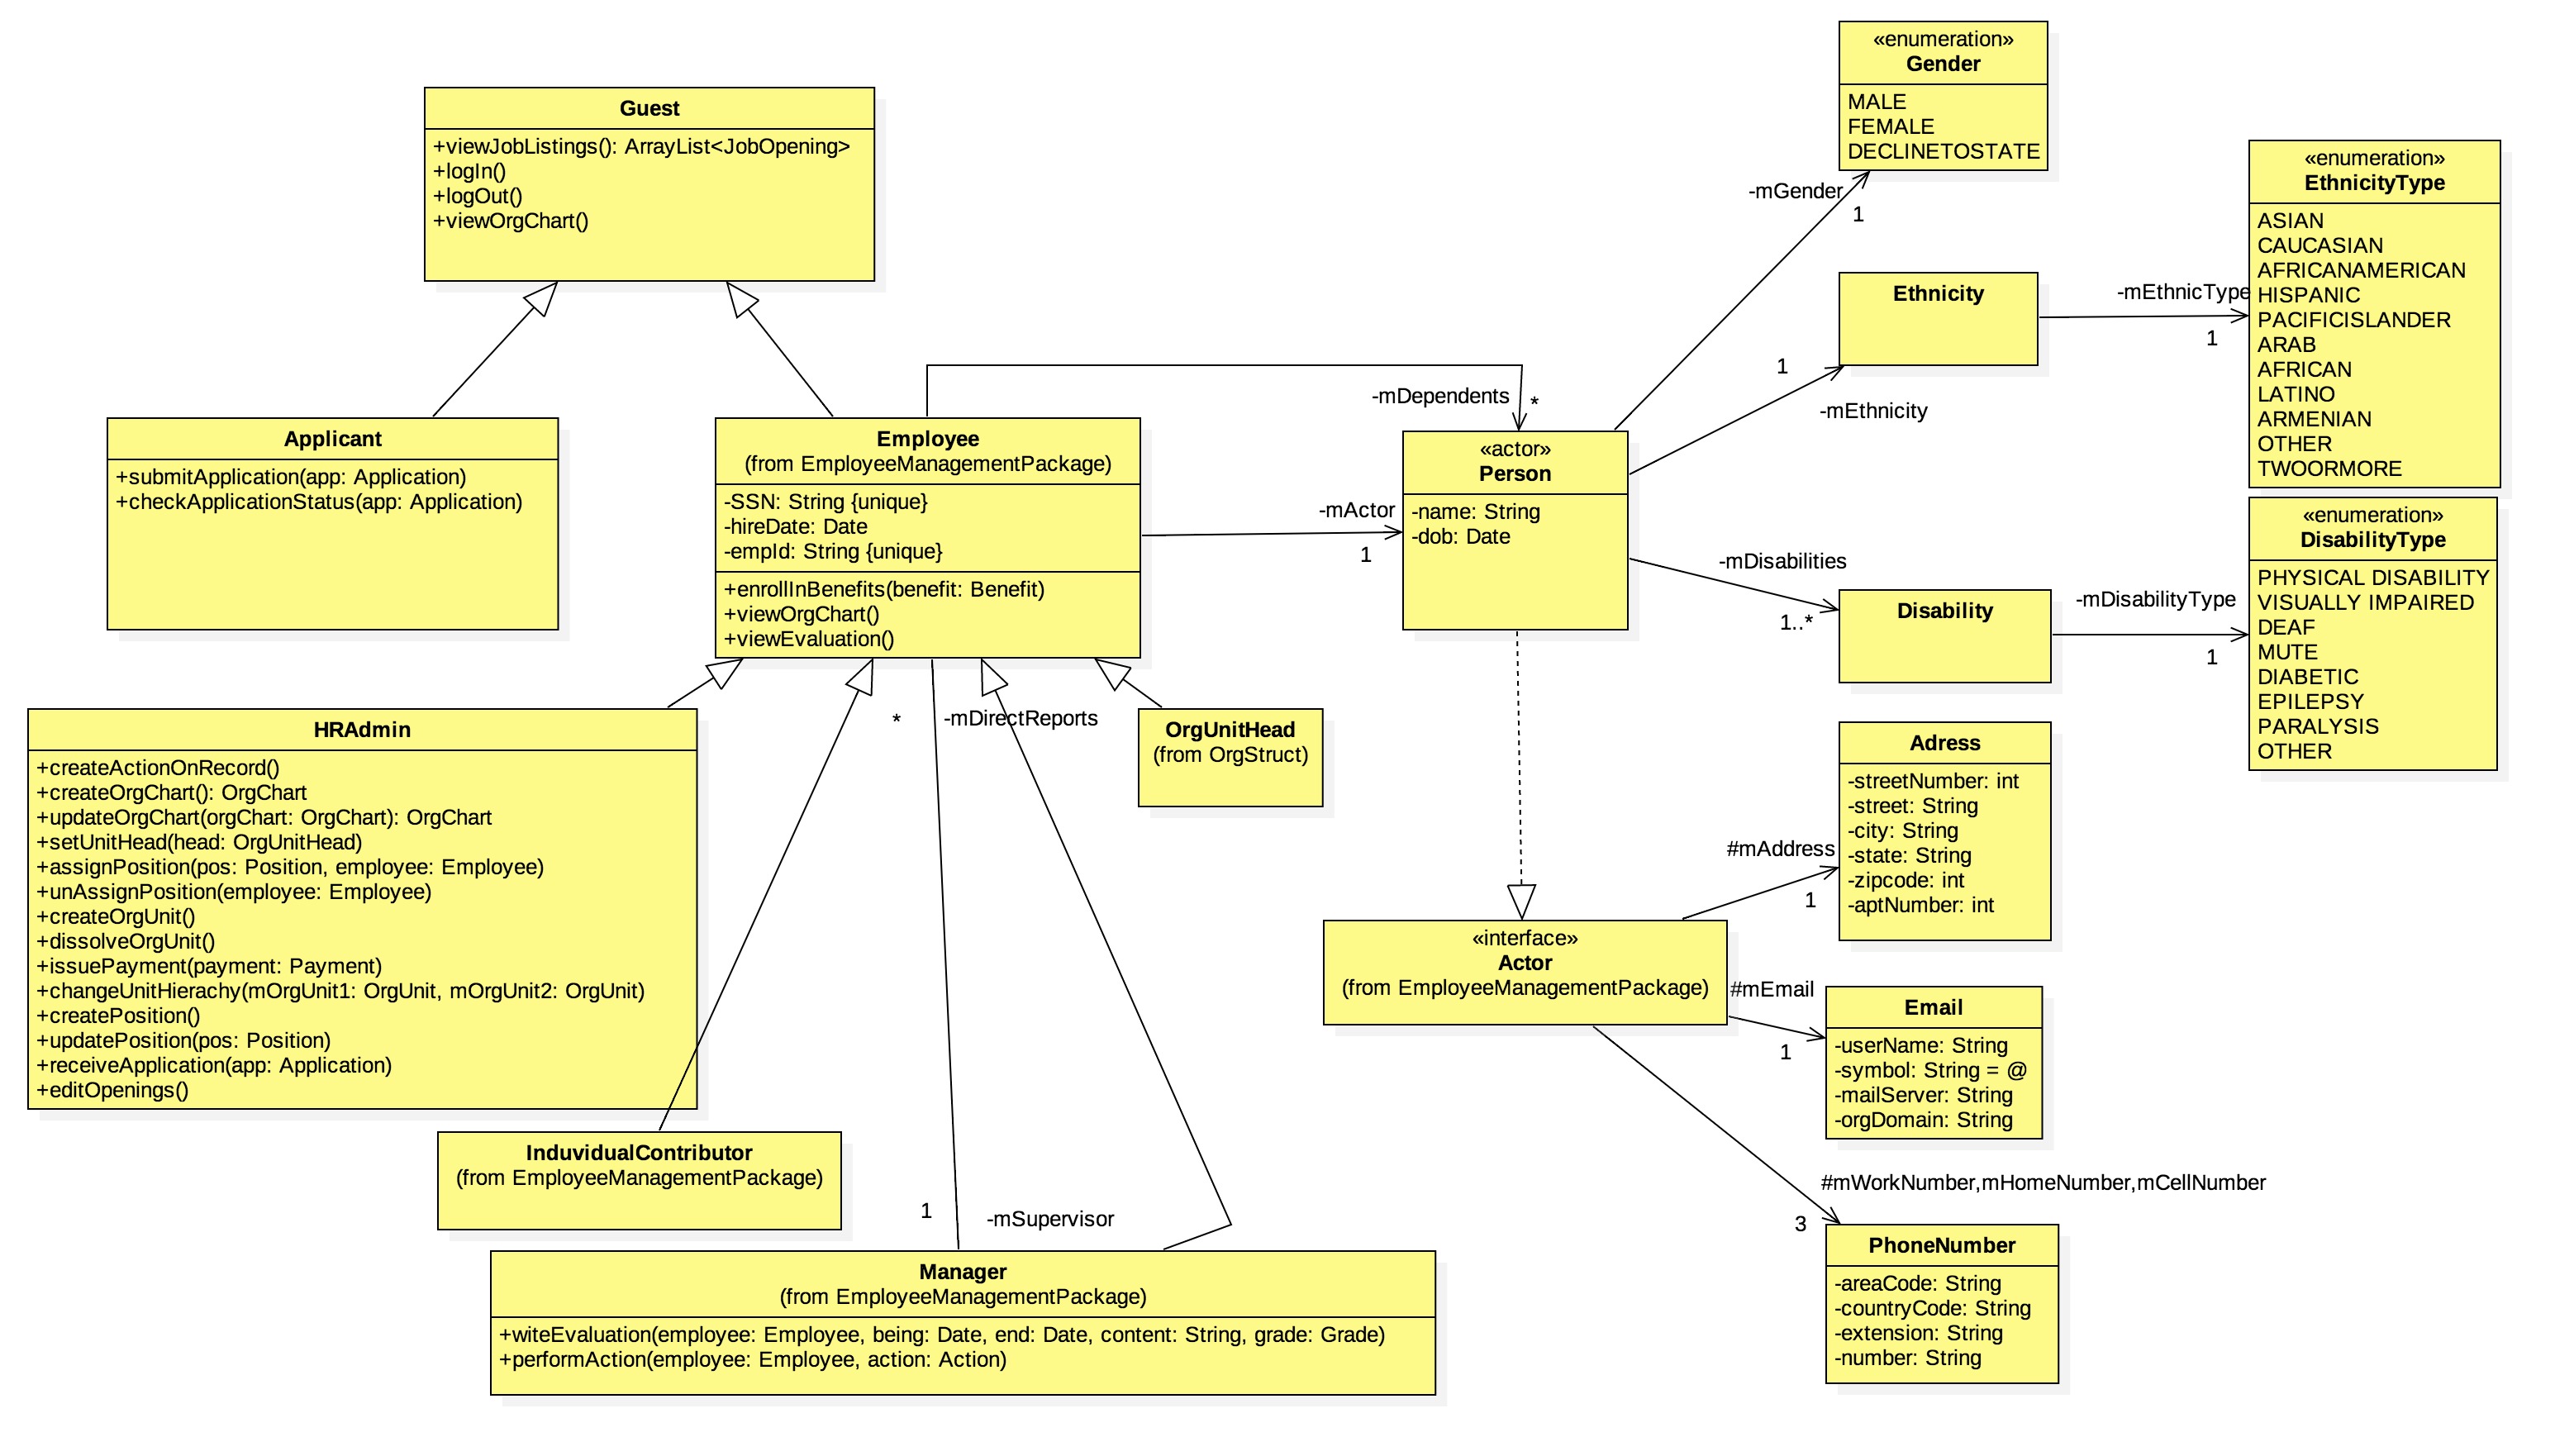 «enumeration»
Gender
MALE
FEMALE
DECLINETOSTATE
Guest
+viewJobListings(): ArrayList<JobOpening>
+logIn()
+logOut()
+viewOrgChart()
-mGender
1
«enumeration»
EthnicityType
ASIAN
CAUCASIAN
AFRICANAMERICAN
HISPANIC
PACIFICISLANDER
ARAB
AFRICAN
LATINO
ARMENIAN
OTHER
TWOORMORE
Ethnicity
-mEthnicType
1
1
-mEthnicity
-mDependents
*
Applicant
+submitApplication(app: Application)
+checkApplicationStatus(app: Application)
Employee
(from EmployeeManagementPackage)
-SSN: String {unique}
-hireDate: Date
-empId: String {unique}
+enrollInBenefits(benefit: Benefit)
+viewOrgChart()
+viewEvaluation()
-mActor
1
«actor»
Person
-name: String
-dob: Date
-mDisabilities
1..*
Disability
-mDisabilityType
1
«enumeration»
DisabilityType
PHYSICAL DISABILITY
VISUALLY IMPAIRED
DEAF
MUTE
DIABETIC
EPILEPSY
PARALYSIS
OTHER
HRAdmin
+createActionOnRecord()
+createOrgChart(): OrgChart
+updateOrgChart(orgChart: OrgChart): OrgChart
+setUnitHead(head: OrgUnitHead)
+assignPosition(pos: Position, employee: Employee)
+unAssignPosition(employee: Employee)
+createOrgUnit()
+dissolveOrgUnit()
+issuePayment(payment: Payment)
+changeUnitHierachy(mOrgUnit1: OrgUnit, mOrgUnit2: OrgUnit)
+createPosition()
+updatePosition(pos: Position)
+receiveApplication(app: Application)
+editOpenings()
*
-mDirectReports
OrgUnitHead
(from OrgStruct)
Adress
-streetNumber: int
-street: String
-city: String
-state: String
-zipcode: int
-aptNumber: int
#mAddress
1
«interface»
Actor
(from EmployeeManagementPackage)
#mEmail
1
Email
-userName: String
-symbol: String = @
-mailServer: String
-orgDomain: String
InduvidualContributor
(from EmployeeManagementPackage)
1
-mSupervisor
#mWorkNumber,mHomeNumber,mCellNumber
3
PhoneNumber
-areaCode: String
-countryCode: String
-extension: String
-number: String
Manager
(from EmployeeManagementPackage)
+witeEvaluation(employee: Employee, being: Date, end: Date, content: String, grade: Grade)
+performAction(employee: Employee, action: Action)